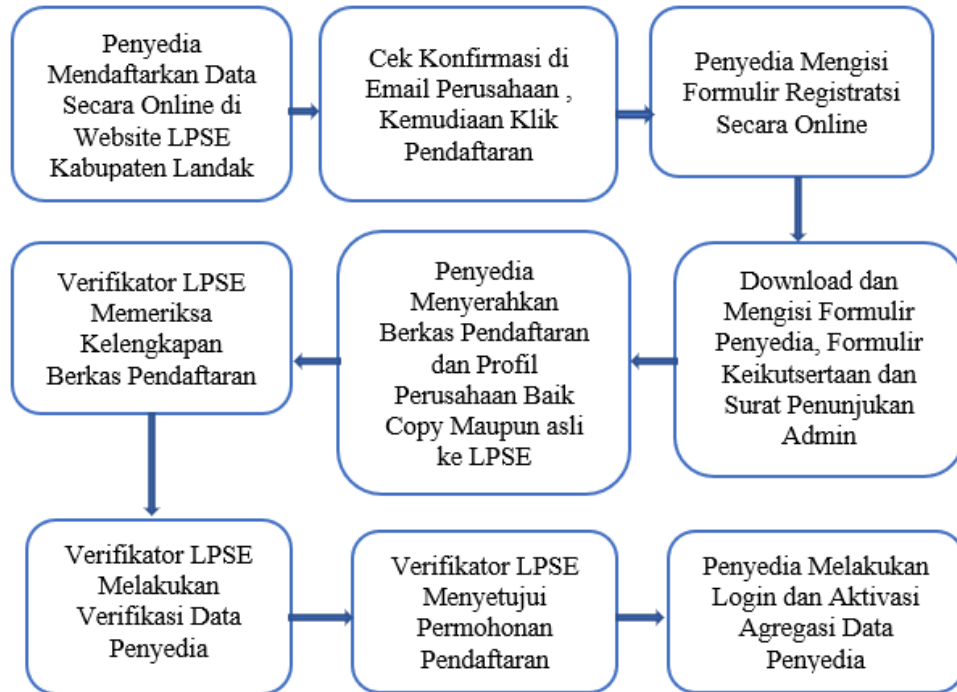 Penyedia
Mendaftarkan Data
Secara Online di
Website LPSE
Kabupaten Landak
Cek Konfirmasi di
Email Perusahaan ,
Kemudiaan Klik
Pendaftaran
Penyedia Mengisi
Formulir Registratsi
Secara Online
Download dan
Mengisi Formulir
Penyedia, Formulir
Keikutsertaan dan
Surat Penunjukan
Admin
Penyedia
Menyerahkan
Berkas Pendaftaran
dan Profil
Perusahaan Baik
Copy Maupun asli
ke LPSE
Verifikator LPSE
Memeriksa
Kelengkapan
Berkas Pendaftaran
Verifikator LPSE
Melakukan
Verifikasi Data
Penyedia
Verifikator LPSE
Menyetujui
Permohonan
Pendaftaran
Penyedia Melakukan
Login dan Aktivasi
Agregasi Data
Penyedia